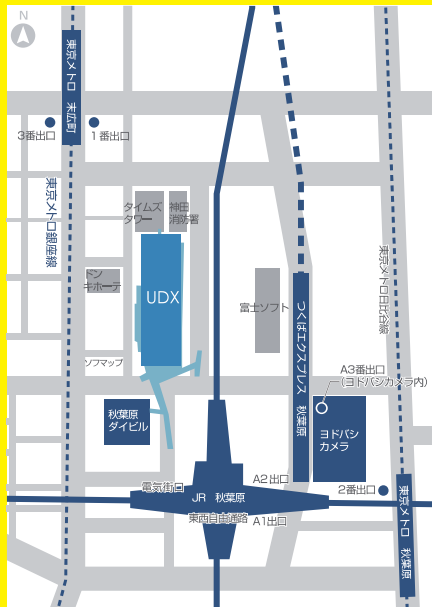 N
東京メトロ 末広町
3番出口
1番出口
東京メトロ銀座線
タイムズ
タワー
神田
消防署
UDX
ドン
キホーテ
ソフマップ
富士ソフト
つくばエクスプレス 秋葉原
東京メトロ日比谷線
A3番出口
(ヨドバシカメラ内)
秋葉原
ダイビル
ヨドバシ
カメラ
電気街口
JR 秋葉原
東西自由通路
A2出口
A1出口
2番出口
東京メトロ 秋葉原